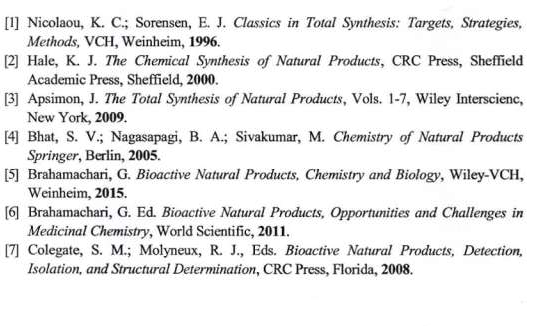 [1] Nicolaou, K. C.; Sorensen, E. J. Classics in Total Synthesis: Targets, Strategies,
Methods, VCH, Weinheim, 1996.
[2] Hale, K. J. The Chemical Synthesis of Natural Products, CRC Press, Sheffield
Academic Press, Sheffield, 2000.
[3] Apsimon, J. The Total Synthesis of Natural Products, Vols. 1-7, Wiley Interscienc,
New York, 2009.
[4] Bhat, S. V.; Nagasapagi, B. A.; Sivakumar, M. Chemistry of Natural Products
Springer, Berlin, 2005.
[5] Brahamachari, G. Bioactive Natural Products, Chemistry and Biology, Wiley-VCH,
Weinheim, 2015.
[6] Brahamachari, G. Ed. Bioactive Natural Products, Opportunities and Challenges in
Medicinal Chemistry, World Scientific, 2011.
[7] Colegate, S. M.; Molyneux, R. J., Eds. Bioactive Natural Products, Detection,
Isolation, and Structural Determination, CRC Press, Florida, 2008.